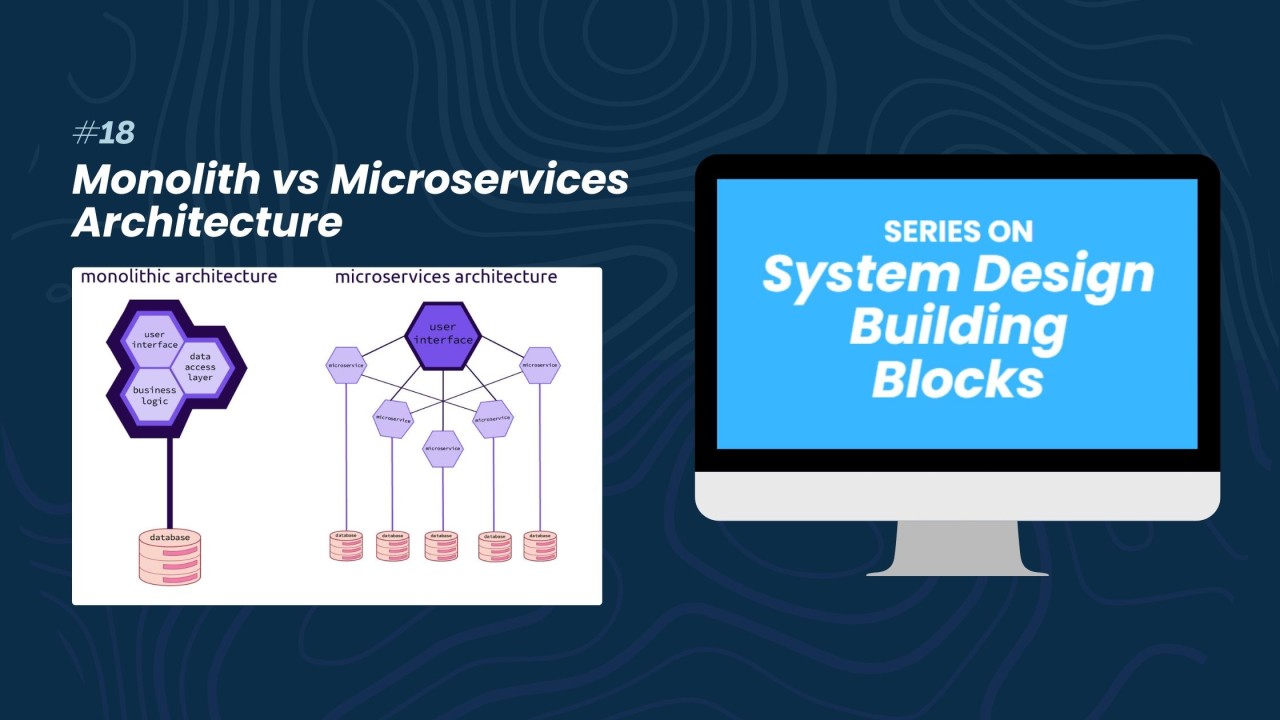 #18
Monolith vs Microservices
Architecture
monolithic architecture
user
interface
data
access
layer
business
logic
database
microservices architecture
user
interface
microservice
microservice
microservice
microservice
microservice
database
database
database
database
database
SERIES ON
System Design
Building
Blocks